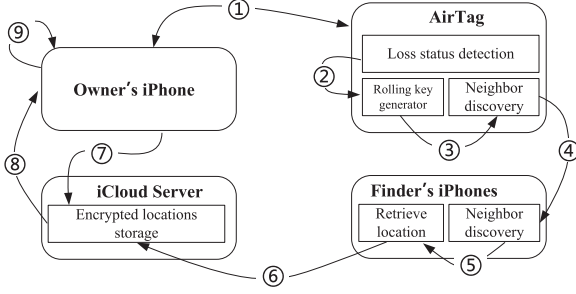 ①
⑨
AirTag
Loss status detection
②
Owner's iPhone
Rolling key
generator
Neighbor
discovery
③
④
⑦
⑧
iCloud Server
Encrypted locations
storage
Finder's iPhones
Retrieve
location
Neighbor
discovery
⑤
⑥